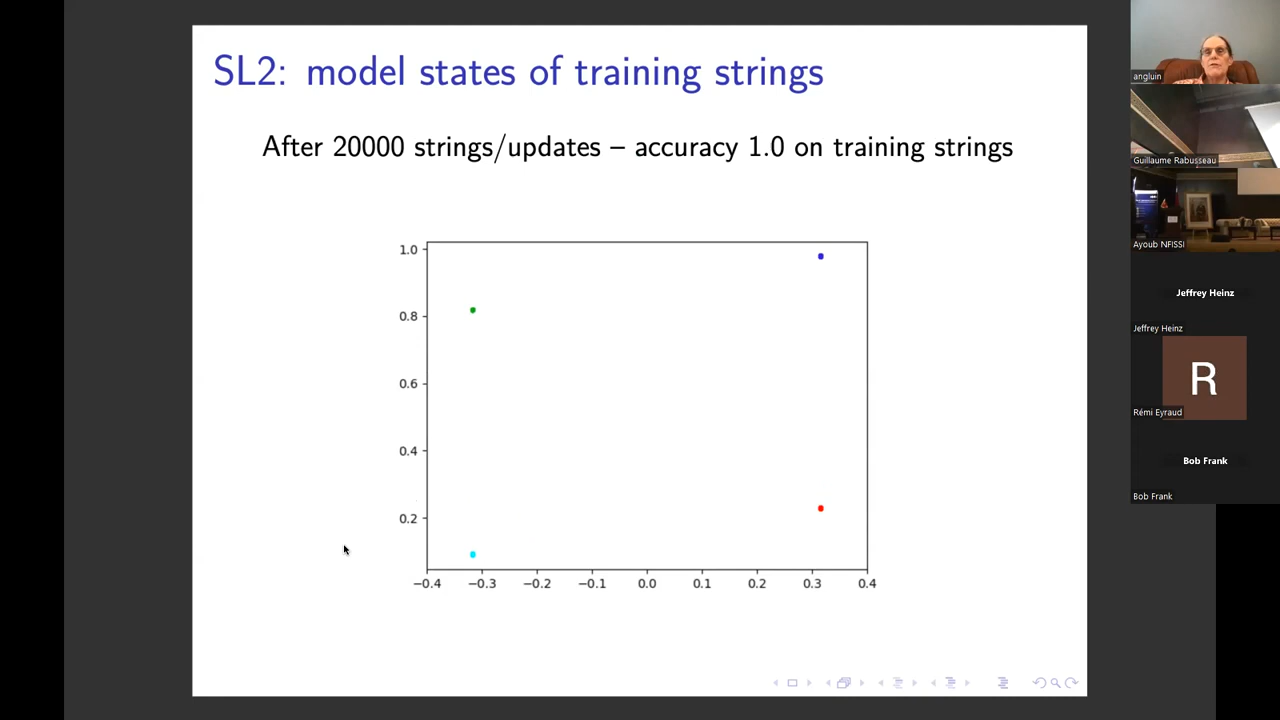 SL2: model states of training strings
After 20000 strings/updates – accuracy 1.0 on training strings
1.0
0.8
0.6
0.4
0.2
−0.4 −0.3 −0.2 −0.1 0.0 0.1 0.2 0.3 0.4
angluin
Guillaume Rabusseau
Ayoub NFISSI
Jeffrey Heinz
Jeffrey Heinz
R
Rémi Eyraud
Bob Frank
Bob Frank